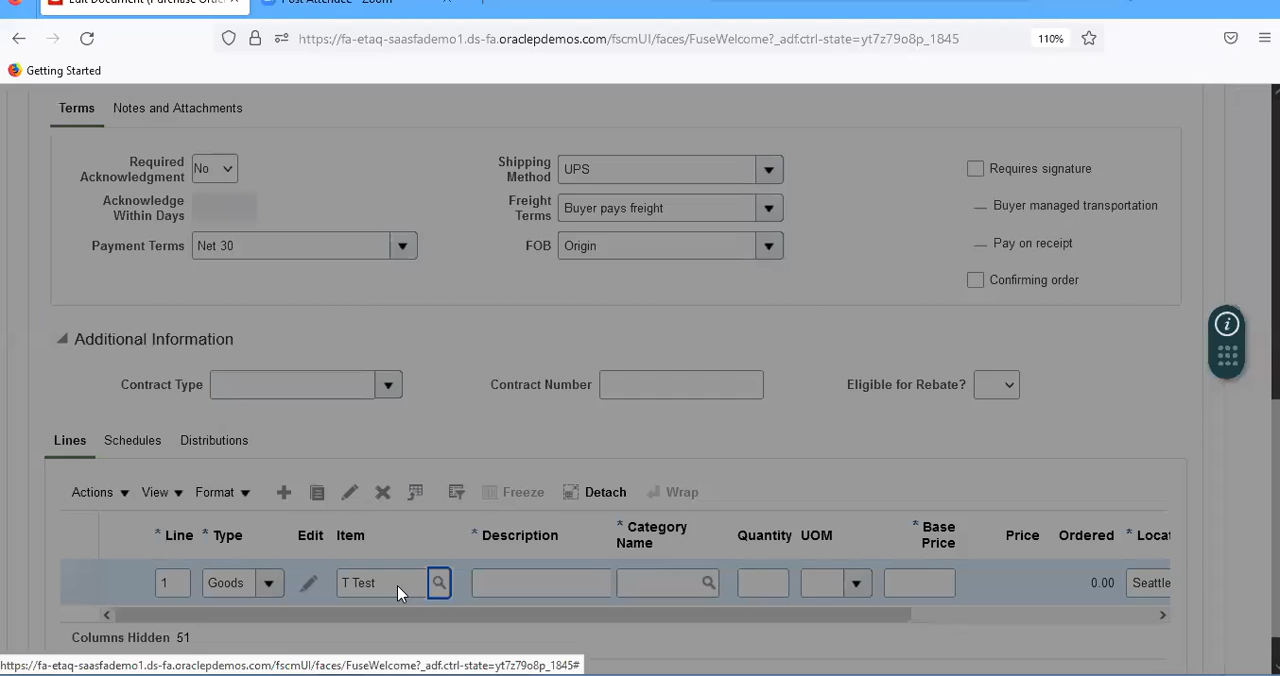 Edit Document (Purchase Orde
Post Attendee - Zoom
https://fa-etaq-saasfademo1.ds-fa.oraclepdemos.com/fscmUI/faces/FuseWelcome?_adf.ctrl-state=yt7z79o8p_1845
110%
Getting Started
Terms Notes and Attachments
Required Acknowledgment No
Shipping Method UPS
Requires signature
Acknowledge Within Days
Freight Terms Buyer pays freight
Buyer managed transportation
Payment Terms Net 30
FOB Origin
Pay on receipt
Confirming order
Additional Information
Contract Type Contract Number Eligible for Rebate?
Lines Schedules Distributions
Actions View Format Freeze Detach Wrap
* Line * Type Edit Item * Description * Category Name Quantity UOM * Base Price Price Ordered * Locat
1 Goods T Test 0.00 Seattle
Columns Hidden 51
https://fa-etaq-saasfademo1.ds-fa.oraclepdemos.com/fscmUI/faces/FuseWelcome?_adf.ctrl-state=yt7z79o8p_1845#